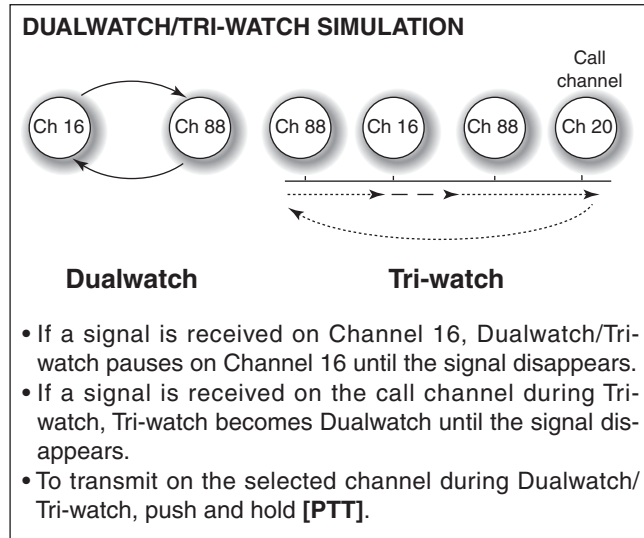 DUALWATCH/TRI-WATCH SIMULATION
Call
channel
Ch 16
Ch 88
Ch 88
Ch 16
Ch 88
Ch 20
Dualwatch
Tri-watch
• If a signal is received on Channel 16, Dualwatch/Tri-
watch pauses on Channel 16 until the signal disappears.
• If a signal is received on the call channel during Tri-
watch, Tri-watch becomes Dualwatch until the signal dis-
appears.
• To transmit on the selected channel during Dualwatch/
Tri-watch, push and hold [PTT].